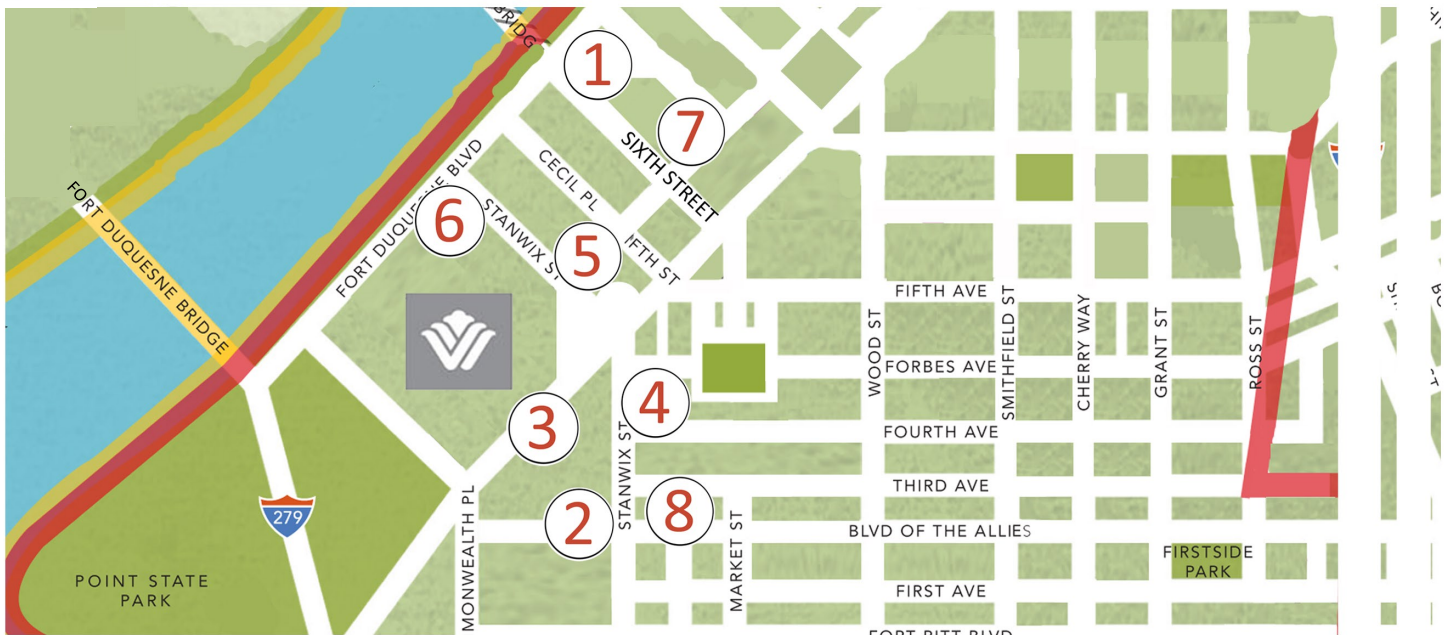 BRIDG
1
7
SIXTH STREET
CECIL PL
FORT DUQUESNE BLVD
6
STANWIX ST
5
IFTH ST
FORT DUQUESNE BRIDGE
FIFTH AVE
WOOD ST
SMITHFIELD ST
CHERRY WAY
GRANT ST
ROSS ST
FORBES AVE
4
3
FOURTH AVE
STANWIX ST
THIRD AVE
279
MONWEALTH PL
2
8
MARKET ST
BLVD OF THE ALLIES
FIRSTSIDE
PARK
POINT STATE
PARK
FIRST AVE
FORT PITT BLVD